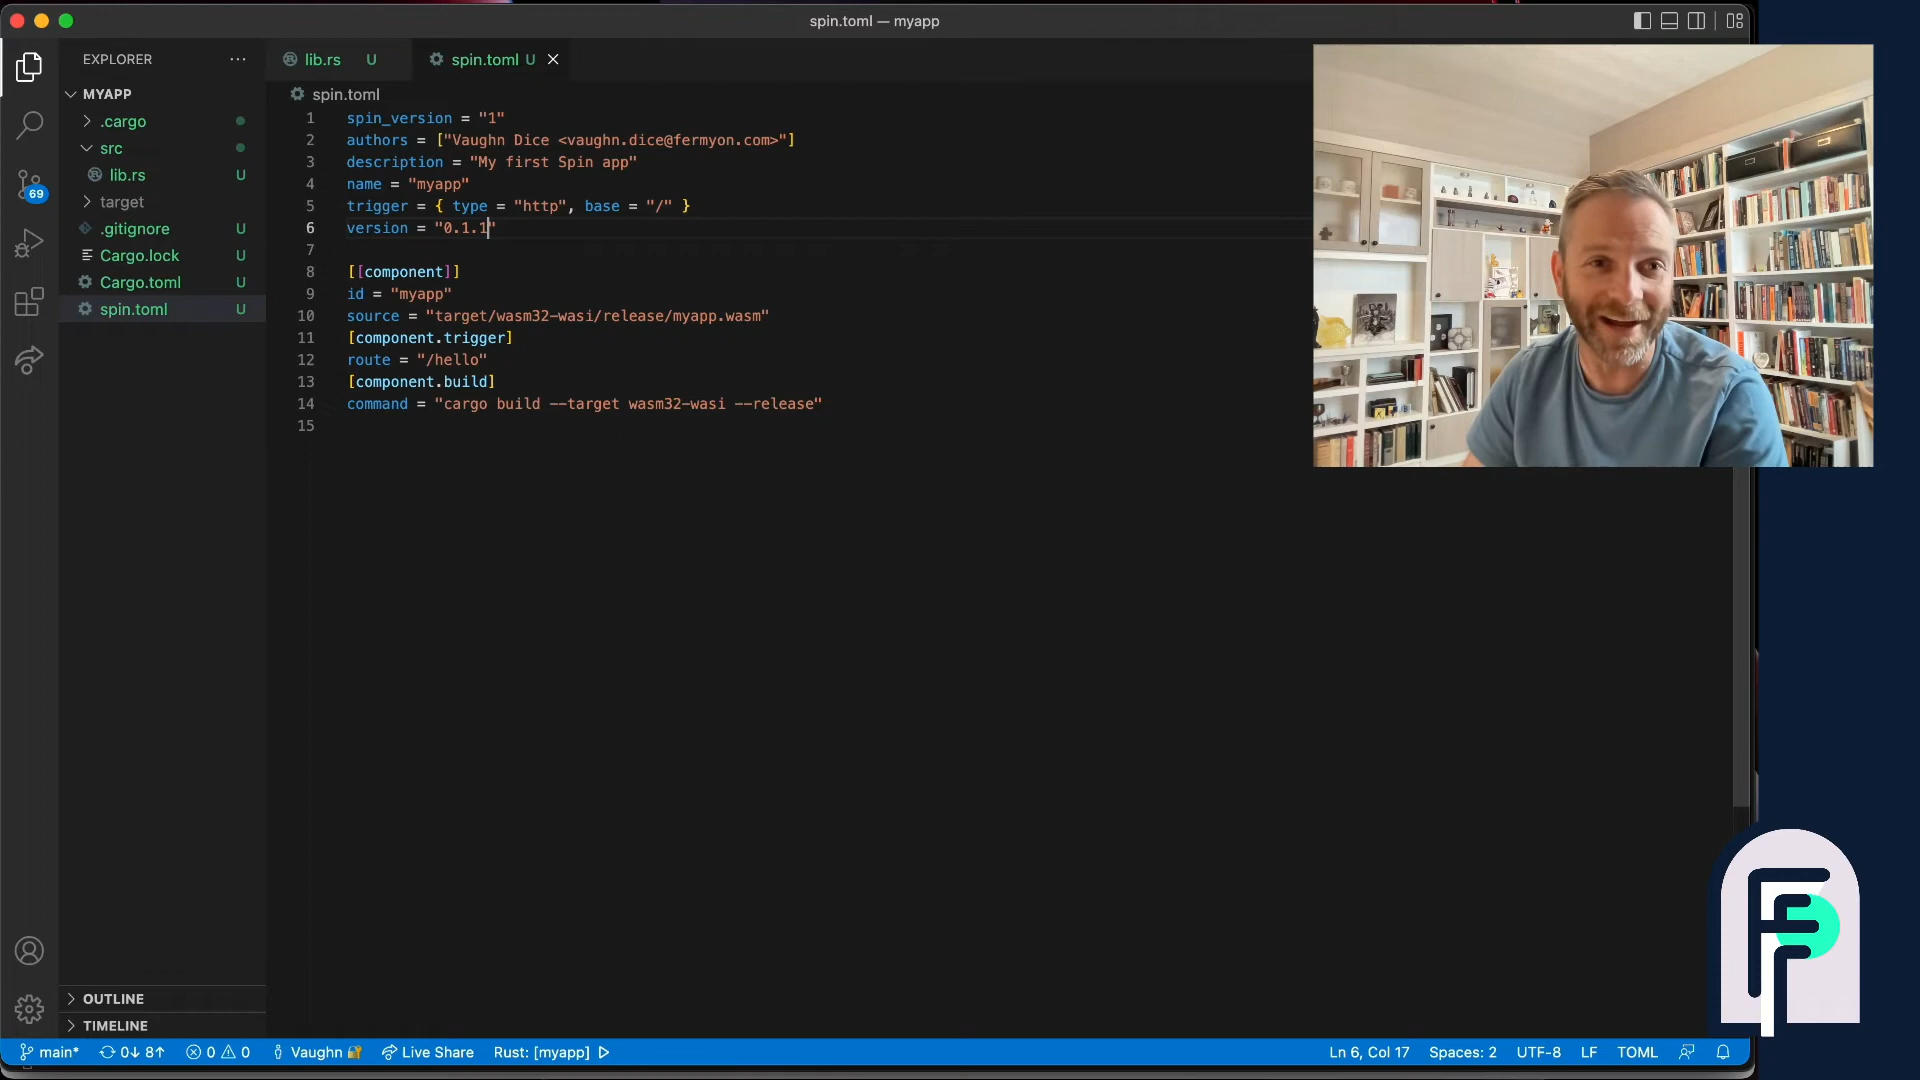 spin.toml — myapp
EXPLORER
MYAPP
.cargo
src
lib.rs U
target
.gitignore U
Cargo.lock U
Cargo.toml U
spin.toml U
69
OUTLINE
TIMELINE
lib.rs U
spin.toml U
spin.toml
1 spin_version = "1"
2 authors = ["Vaughn Dice <vaughn.dice@fermyon.com>"]
3 description = "My first Spin app"
4 name = "myapp"
5 trigger = { type = "http", base = "/" }
6 version = "0.1.1"
7
8 [[component]]
9 id = "myapp"
10 source = "target/wasm32-wasi/release/myapp.wasm"
11 [component.trigger]
12 route = "/hello"
13 [component.build]
14 command = "cargo build --target wasm32-wasi --release"
15
main* 0↓ 8↑ 0 0 Vaughn Live Share Rust: [myapp] Ln 6, Col 17 Spaces: 2 UTF-8 LF TOML